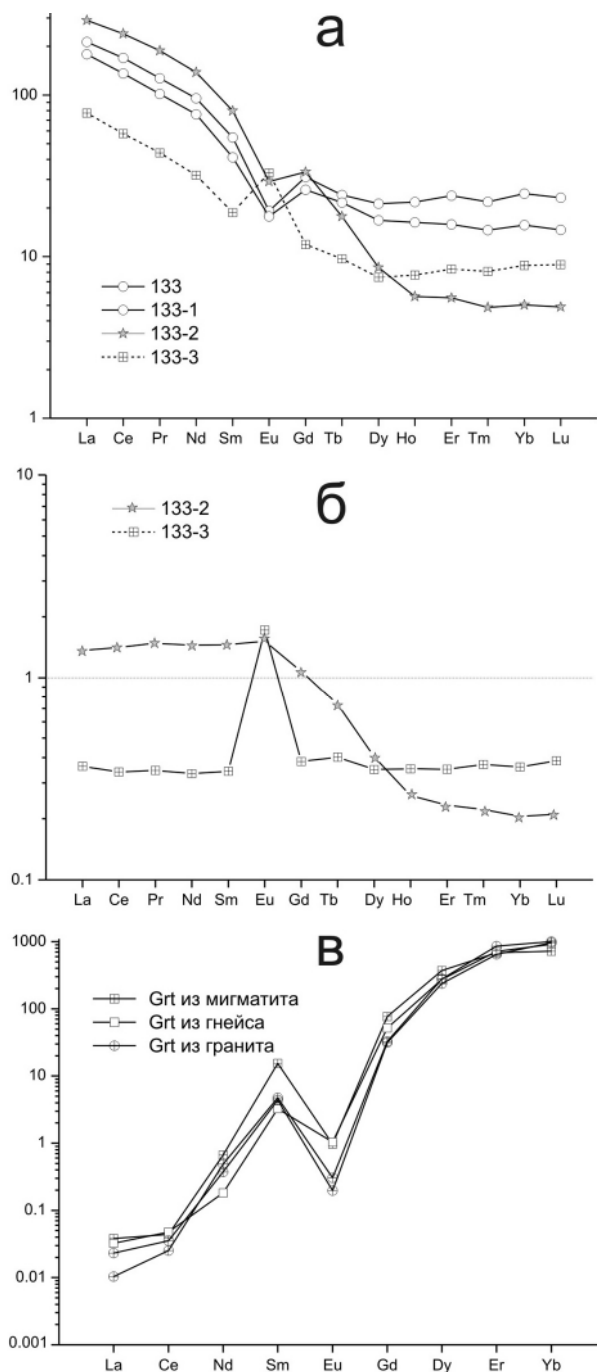 а
100
10
1
133
133-1
133-2
133-3
La Ce Pr Nd Sm Eu Gd Tb Dy Ho Er Tm Yb Lu
б
10
133-2
133-3
1
0.1
La Ce Pr Nd Sm Eu Gd Tb Dy Ho Er Tm Yb Lu
в
1000
100
10
1
0.1
0.01
0.001
Grt из мигматита
Grt из гнейса
Grt из гранита
La Ce Nd Sm Eu Gd Dy Er Yb